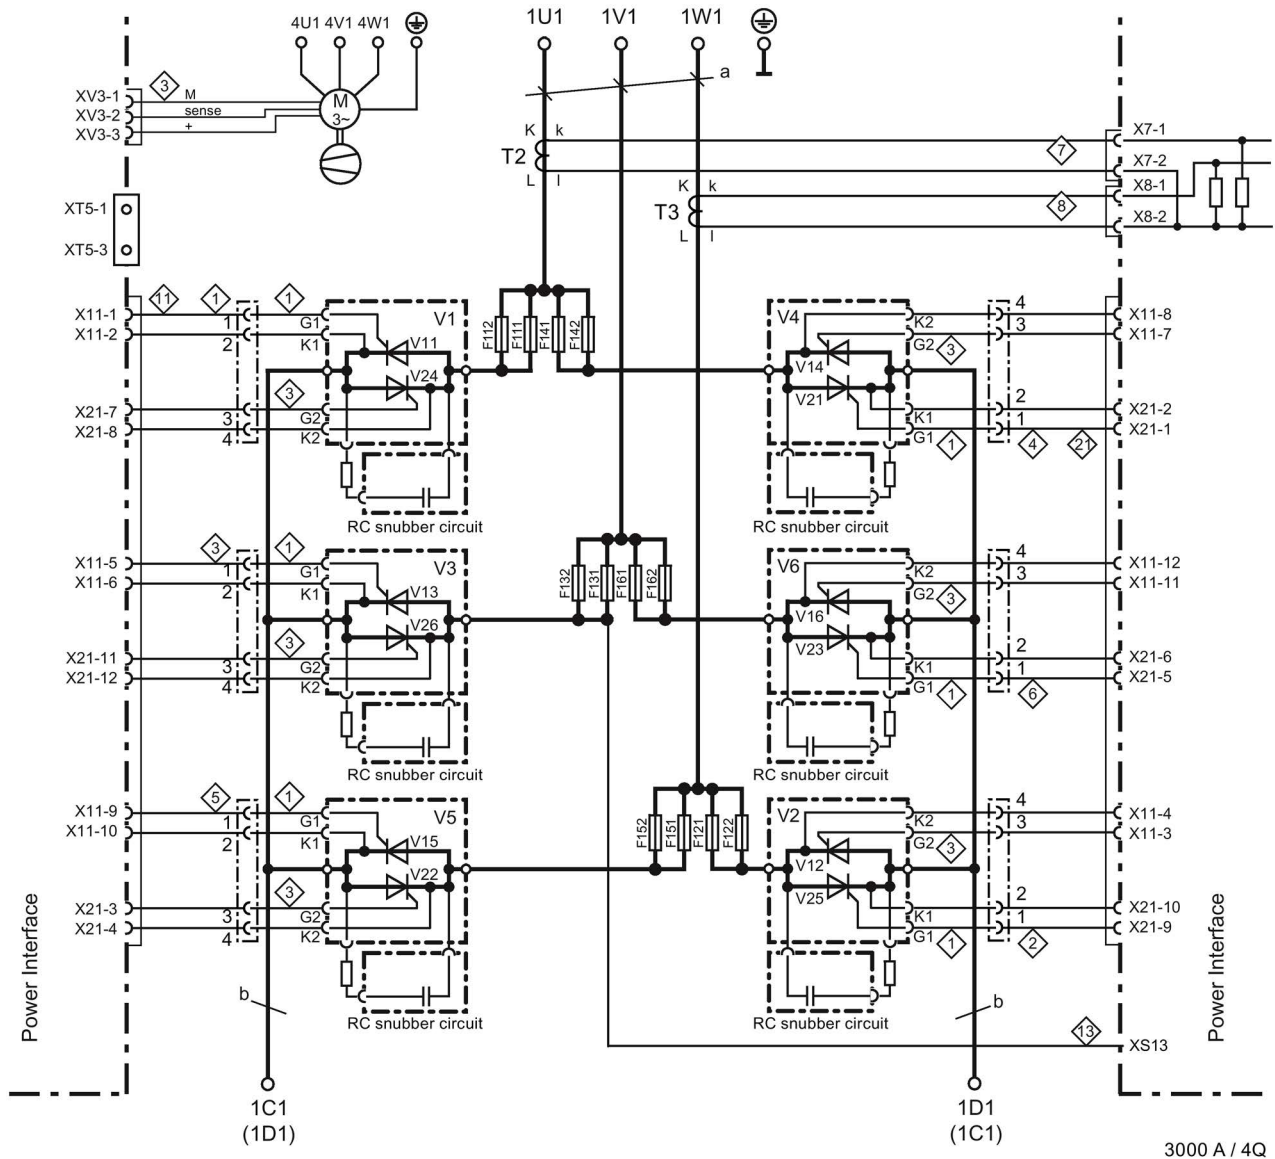 4U1 4V1 4W1
1U1 1V1 1W1
a
XV3-1 3 M
XV3-2 sense
XV3-3 +
M
3~
K k
T2
L l
7
X7-1
X7-2
K k
T3
L l
8
X8-1
X8-2
XT5-1
XT5-3
11 1 1
X11-1 1 G1 V1
X11-2 2 K1 V11
V24
3
X21-7 3 G2
X21-8 4 K2
RC snubber circuit
F112 F111 F141 F142
V4 K2 4 X11-8
G2 3 X11-7
3
V14
V21
K1 2 X21-2
G1 1 X21-1
1 4 21
RC snubber circuit
3 1
X11-5 1 G1 V3
X11-6 2 K1 V13
V26
3
X21-11 3 G2
X21-12 4 K2
RC snubber circuit
F132 F131 F161 F162
V6 K2 4 X11-12
G2 3 X11-11
3
V16
V23
K1 2 X21-6
G1 1 X21-5
1 6
RC snubber circuit
5 1
X11-9 1 G1 V5
X11-10 2 K1 V15
V22
3
X21-3 3 G2
X21-4 4 K2
RC snubber circuit
F152 F151 F121 F122
V2 K2 4 X11-4
G2 3 X11-3
3
V12
V25
K1 2 X21-10
G1 1 X21-9
1 2
RC snubber circuit
Power Interface
Power Interface
b
b
13
XS13
1C1
(1D1)
1D1
(1C1)
3000 A / 4Q